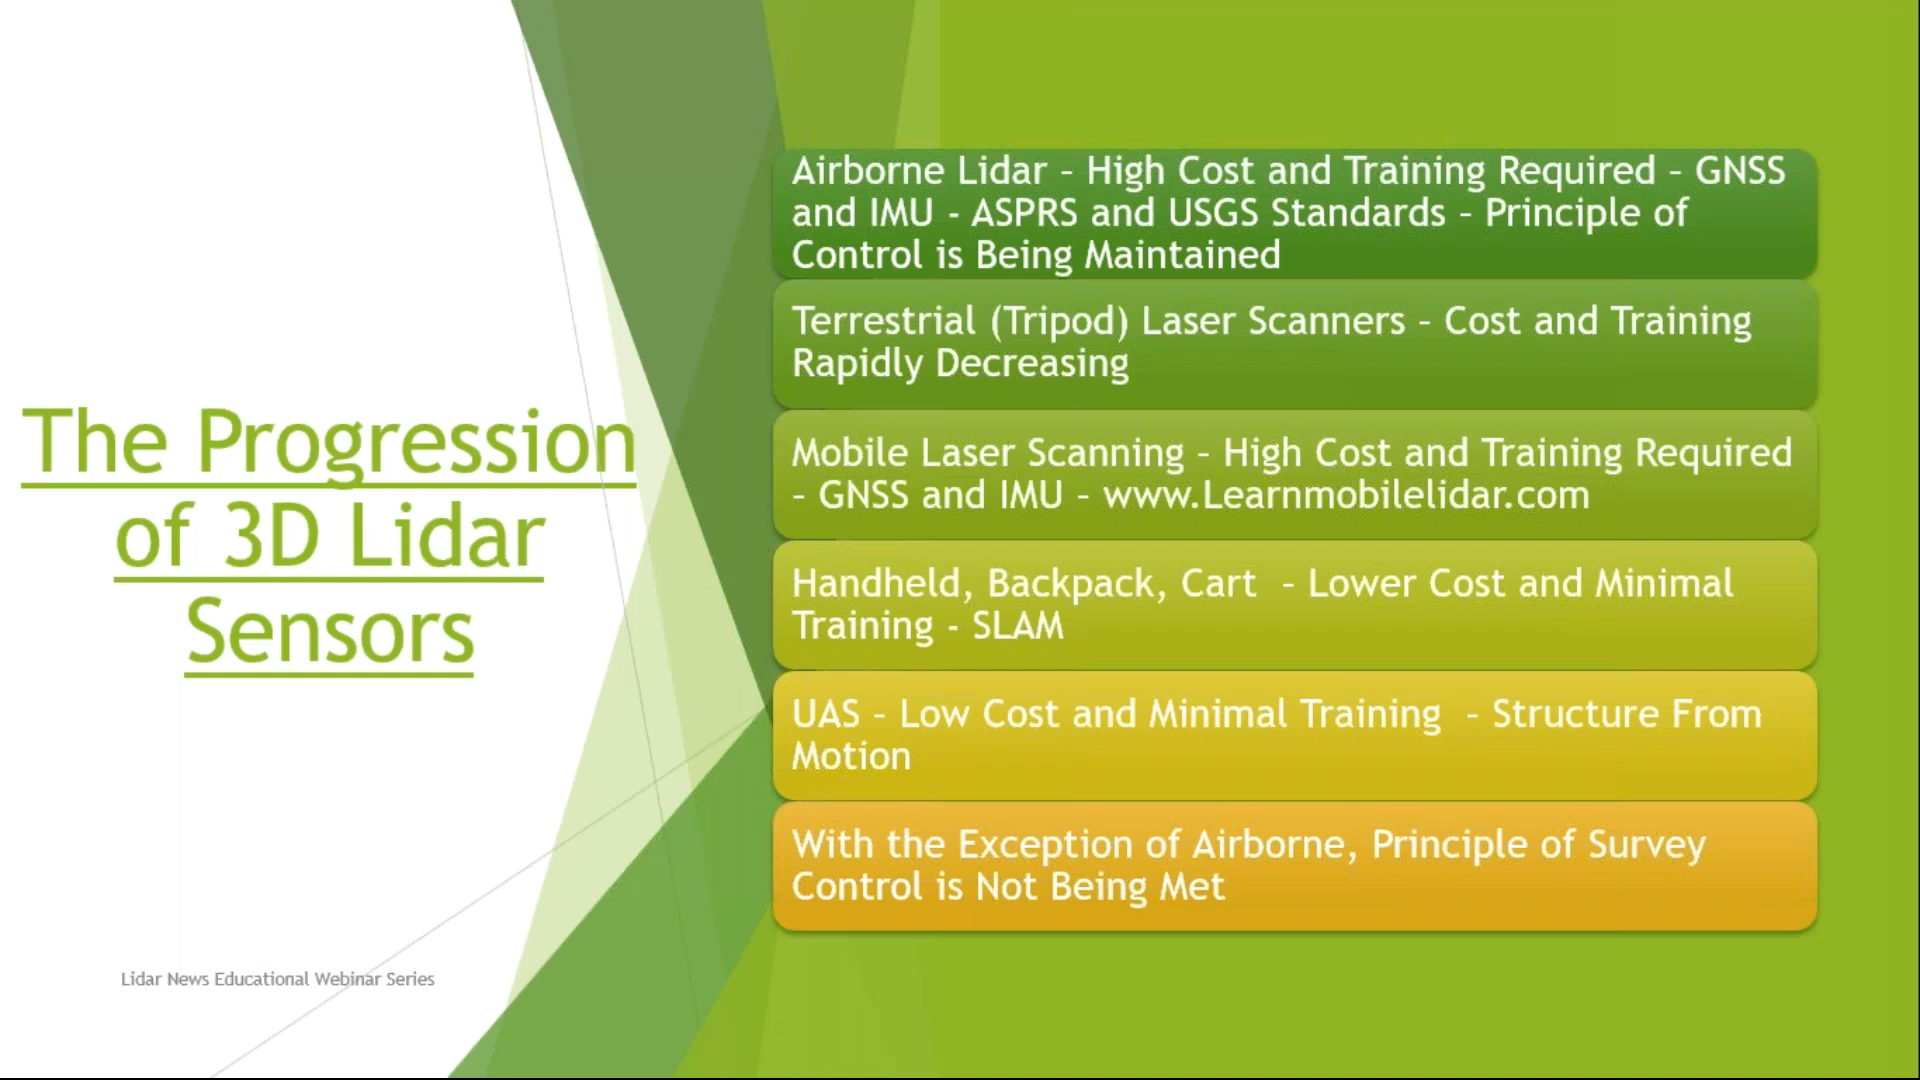 The Progression
of 3D Lidar
Sensors
Airborne Lidar – High Cost and Training Required – GNSS
and IMU - ASPRS and USGS Standards – Principle of
Control is Being Maintained
Terrestrial (Tripod) Laser Scanners – Cost and Training
Rapidly Decreasing
Mobile Laser Scanning – High Cost and Training Required
– GNSS and IMU – www.Learnmobilelidar.com
Handheld, Backpack, Cart – Lower Cost and Minimal
Training - SLAM
UAS – Low Cost and Minimal Training – Structure From
Motion
With the Exception of Airborne, Principle of Survey
Control is Not Being Met
Lidar News Educational Webinar Series